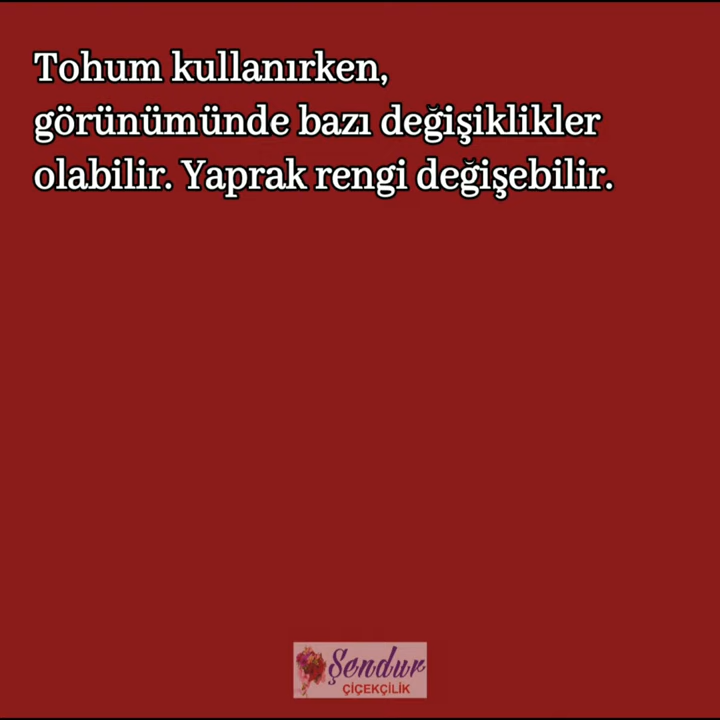 Tohum kullanırken,
görünümünde bazı değişiklikler
olabilir. Yaprak rengi değişebilir.
Şendur
ÇİÇEKÇİLİK